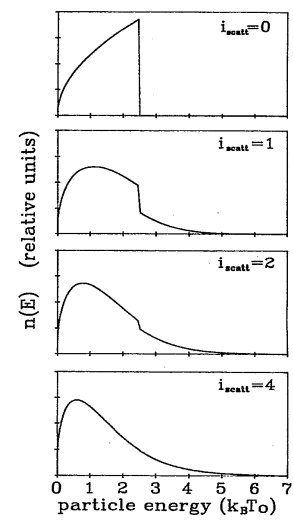 i_scatt=0
i_scatt=1
i_scatt=2
i_scatt=4
n(E) (relative units)
0 1 2 3 4 5 6 7
particle energy (k_BT_o)